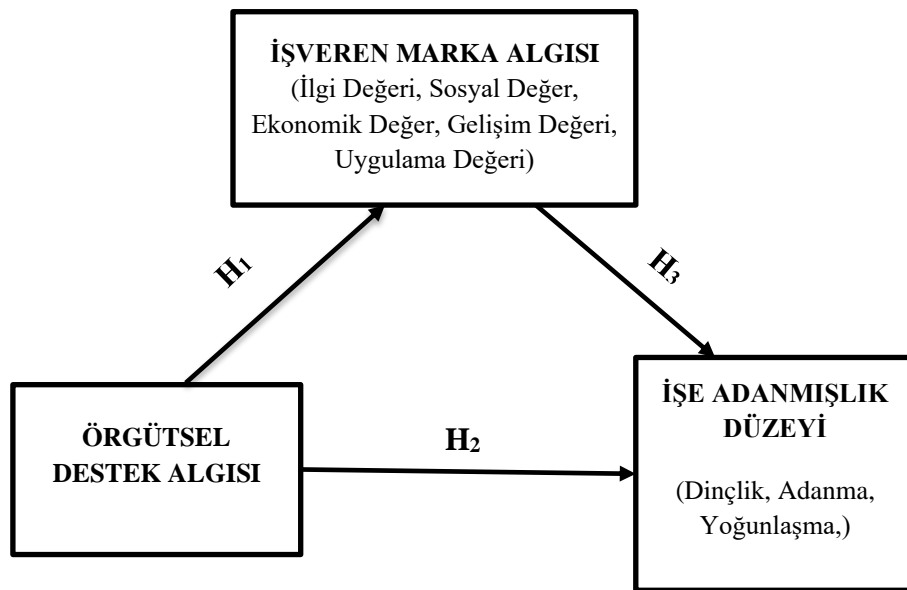 İŞVEREN MARKA ALGISI
(İlgi Değeri, Sosyal Değer,
Ekonomik Değer, Gelişim Değeri,
Uygulama Değeri)
H₁
H₃
ÖRGÜTSEL
DESTEK ALGISI
H₂
İŞE ADANMIŞLIK
DÜZEYİ
(Dinçlik, Adanma,
Yoğunlaşma,)